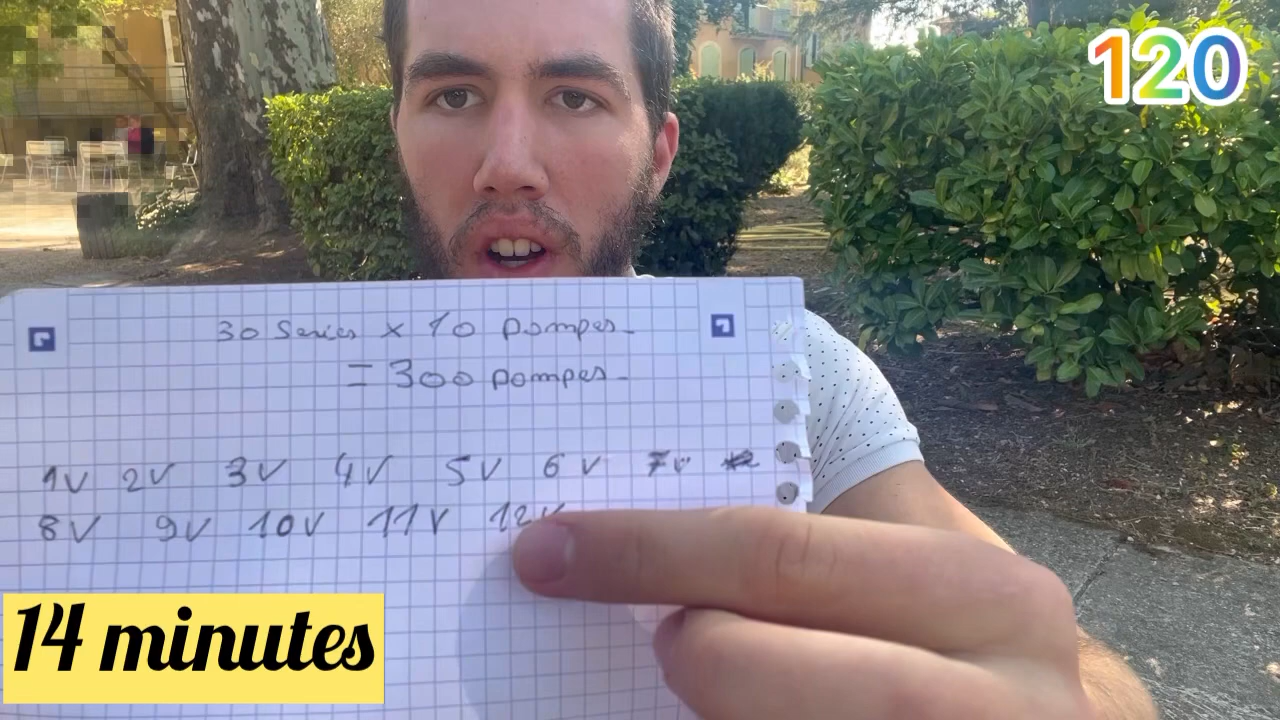 120
30 Series x 10 pompes
= 300 pompes
1V 2V 3V 4V 5V 6V 7V
8V 9V 10V 11V 12V
14 minutes